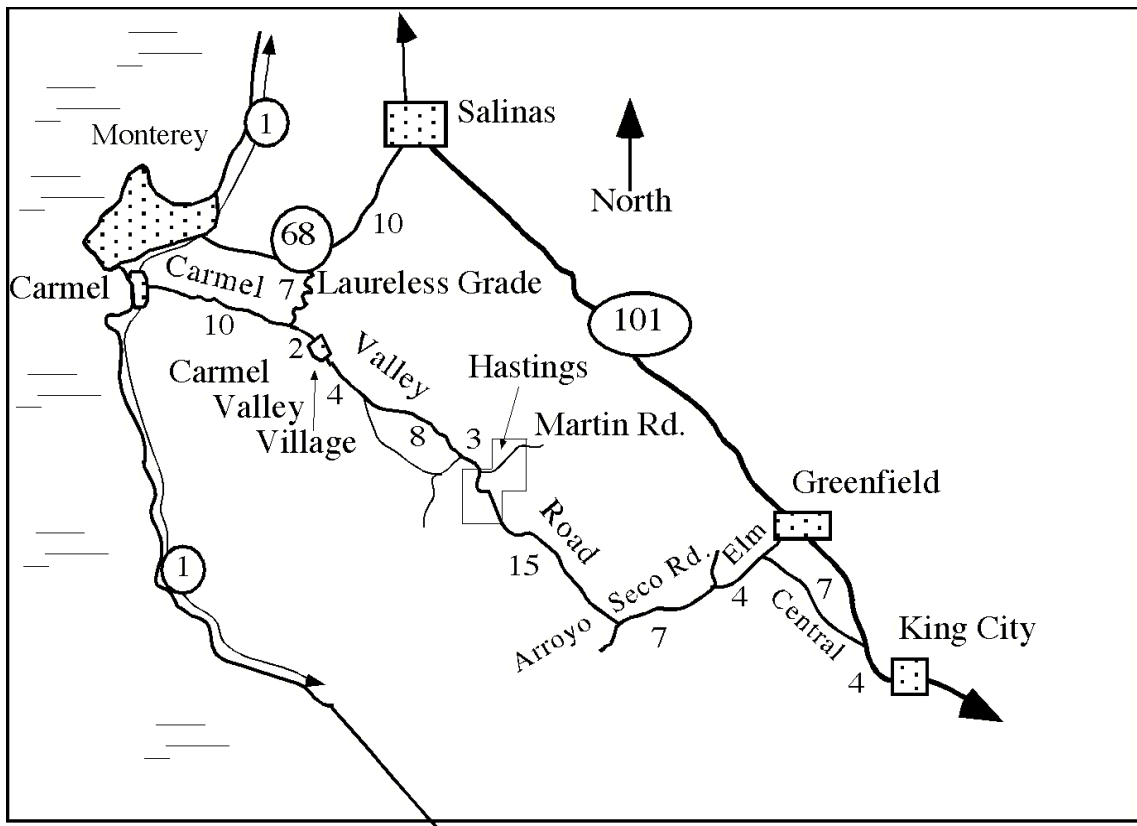 1
Salinas
Monterey
North
10
68
Carmel
7
Laureless Grade
Carmel
10
101
2
Valley
Hastings
Carmel
Valley
Village
4
8
3
Martin Rd.
Greenfield
Road
Elm
1
15
Seco Rd.
4
7
Central
Arroyo
7
King City
4